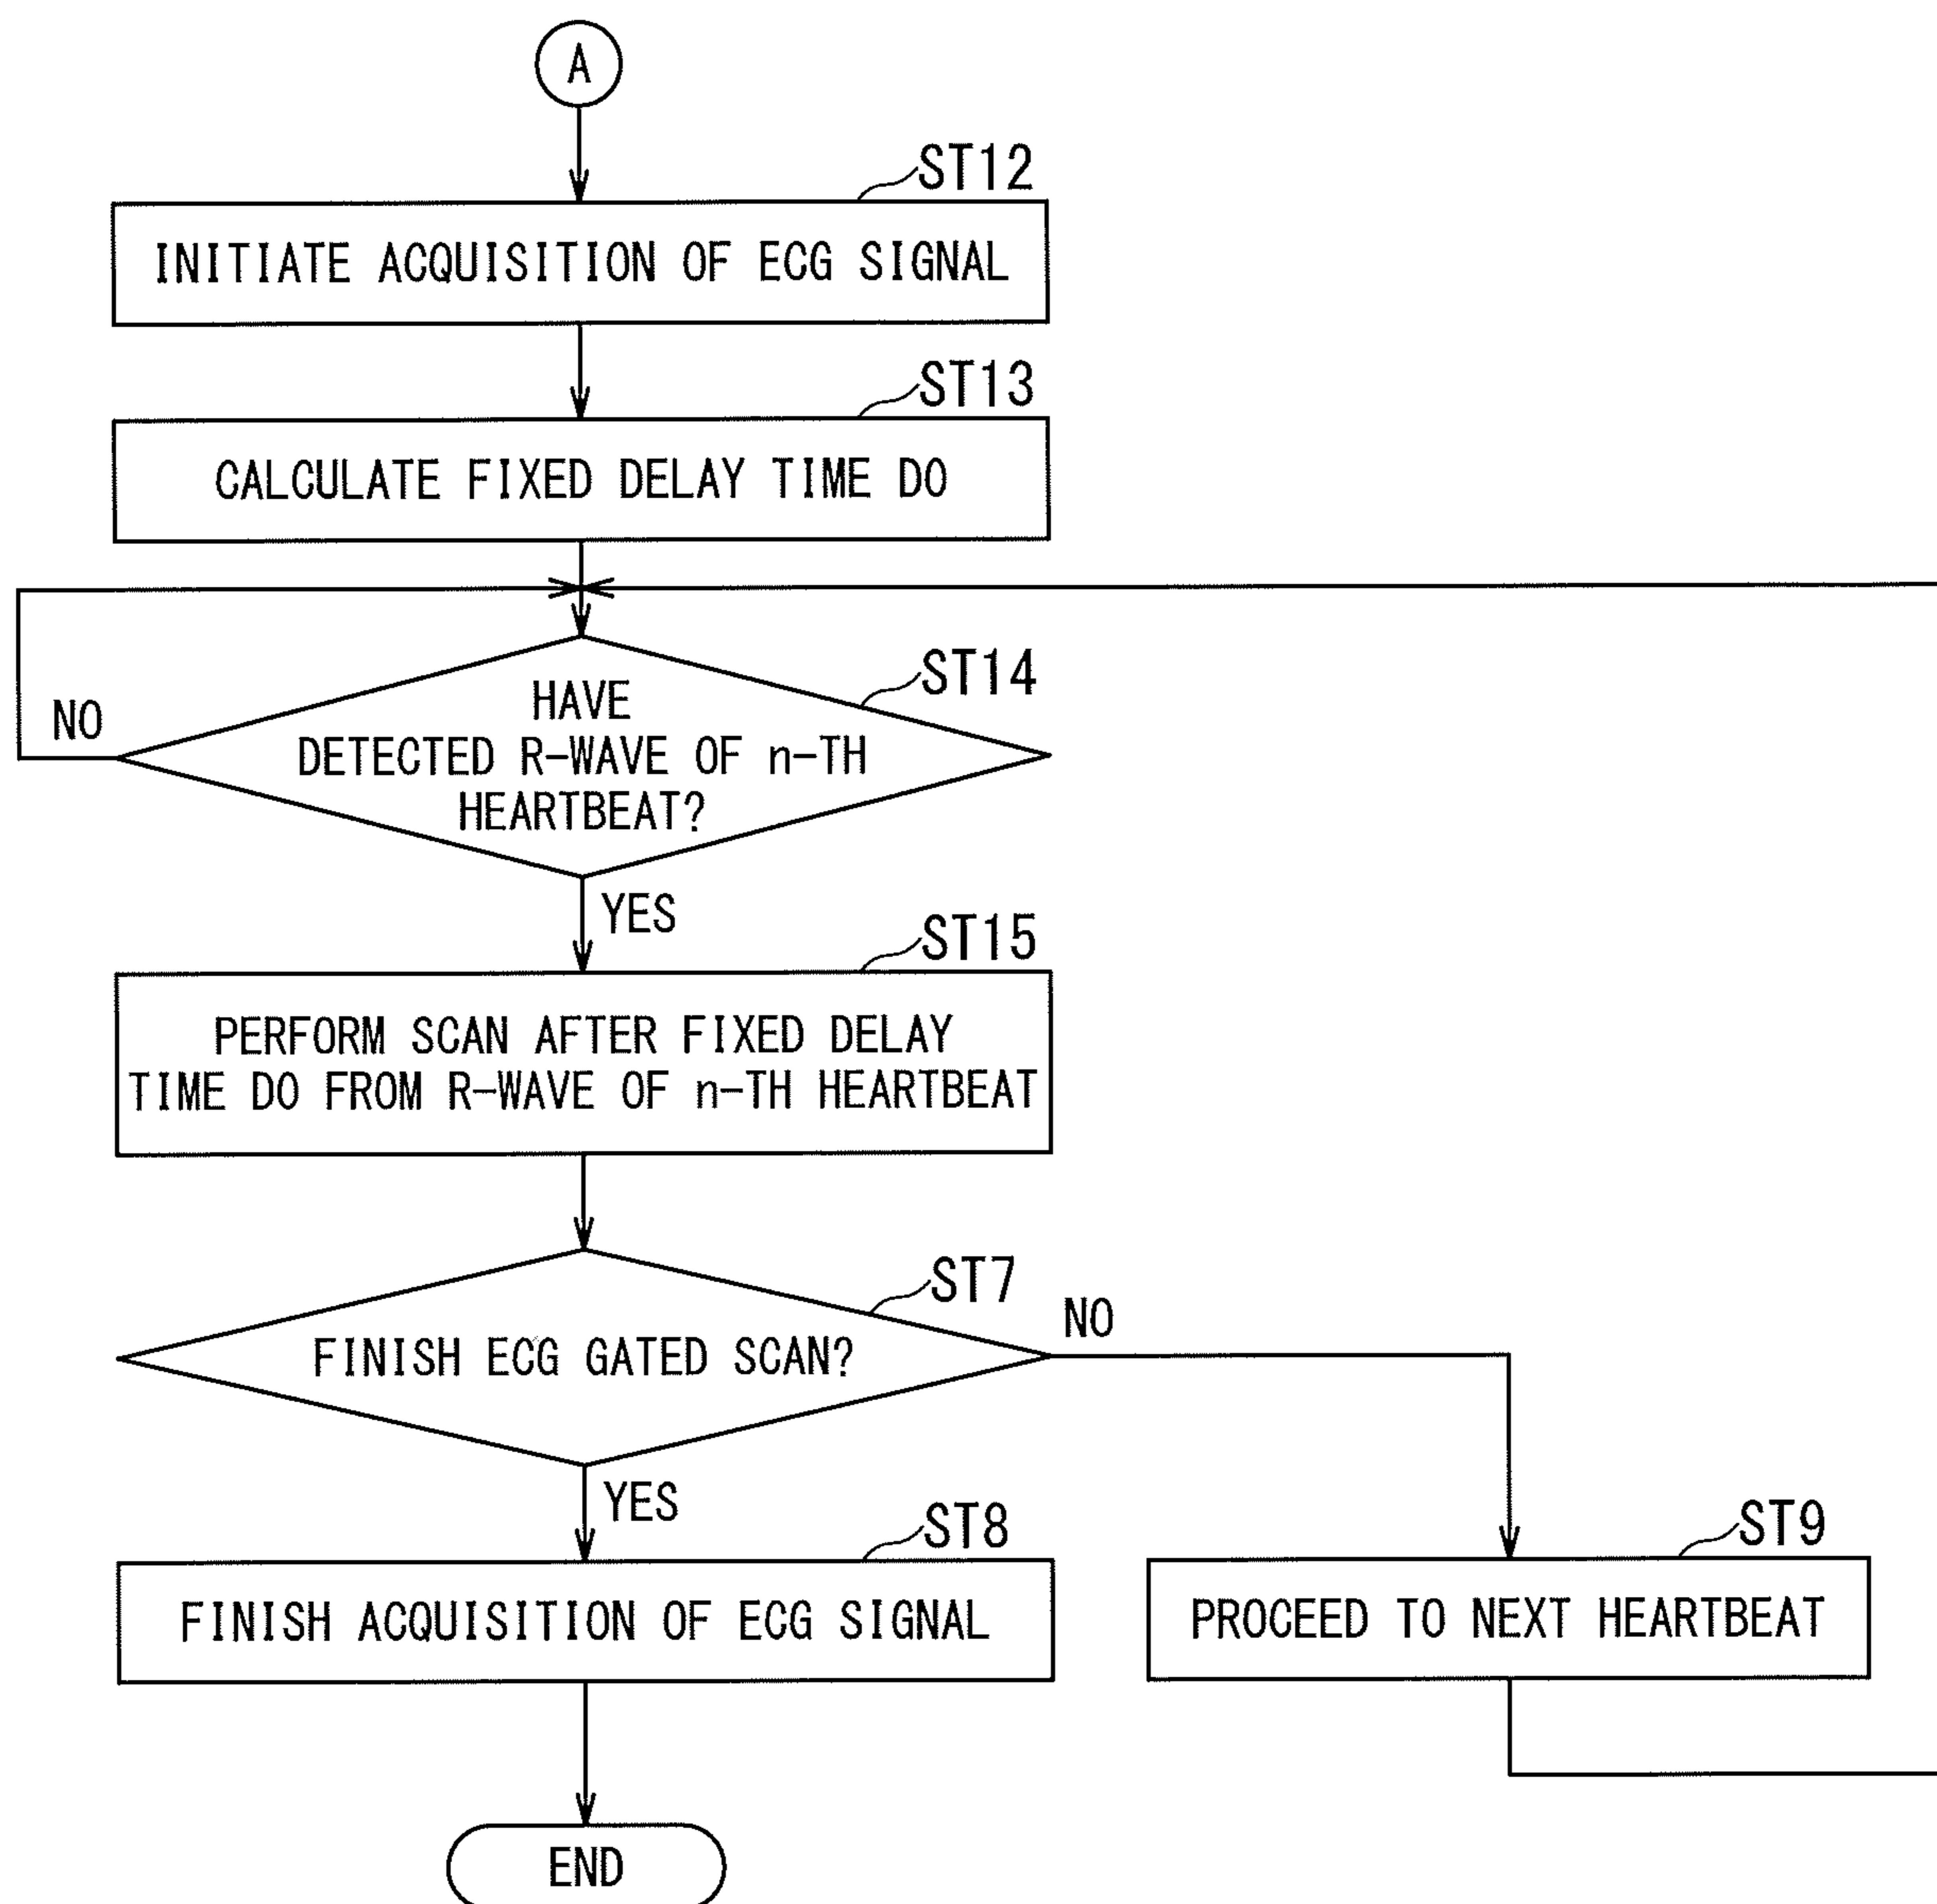 A
ST12
INITIATE ACQUISITION OF ECG SIGNAL
ST13
CALCULATE FIXED DELAY TIME DO
ST14
HAVE
DETECTED R-WAVE OF n-TH
HEARTBEAT?
NO
YES
ST15
PERFORM SCAN AFTER FIXED DELAY
TIME DO FROM R-WAVE OF n-TH HEARTBEAT
ST7
FINISH ECG GATED SCAN?
NO
YES
ST8
FINISH ACQUISITION OF ECG SIGNAL
ST9
PROCEED TO NEXT HEARTBEAT
END